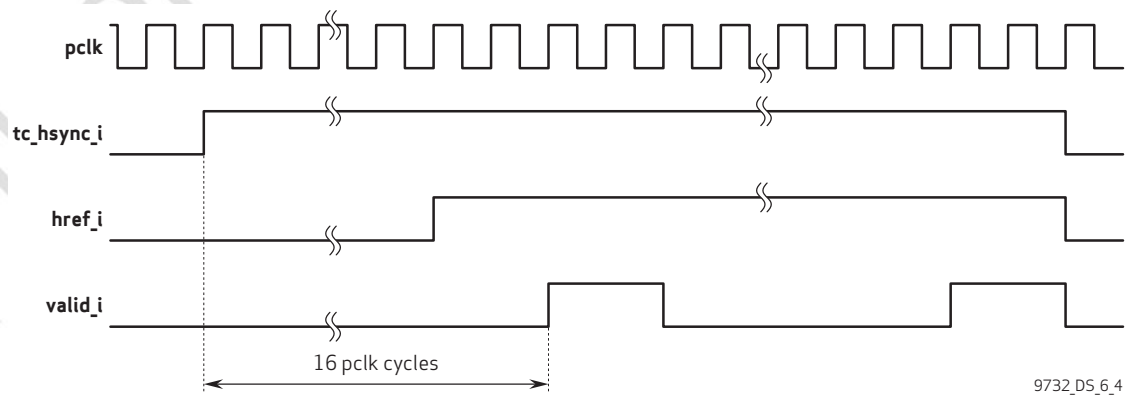 pclk
tc_hsync_i
href_i
valid_i
16 pclk cycles
9732_DS_6_4